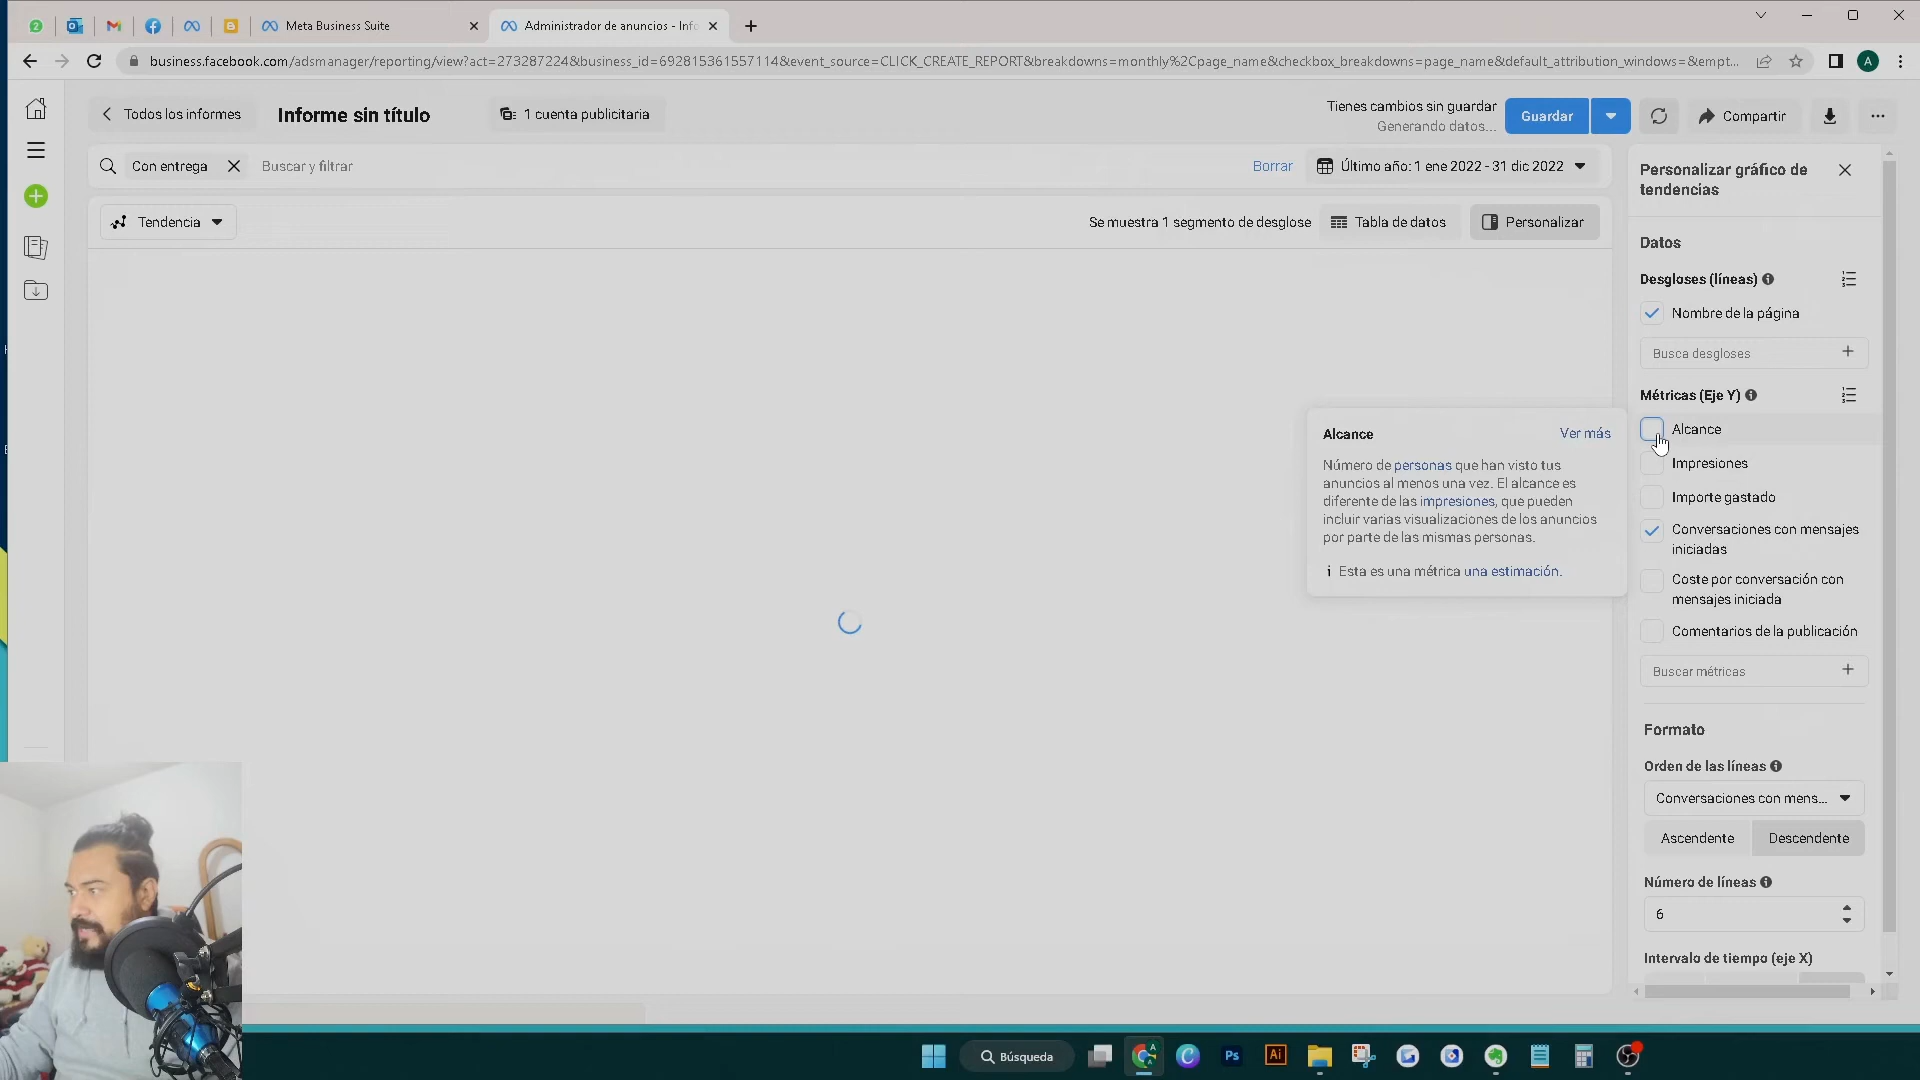 Meta Business Suite
Administrador de anuncios - Info
business.facebook.com/adsmanager/reporting/view?act=273287224&business_id=692815361557114&event_source=CLICK_CREATE_REPORT&breakdowns=monthly%2Cpage_name&checkbox_breakdowns=page_name&default_attribution_windows=&empt...
A
Todos los informes
Informe sin título
1 cuenta publicitaria
Tienes cambios sin guardar
Generando datos...
Guardar
Compartir
Con entrega
Buscar y filtrar
Borrar
Último año: 1 ene 2022 - 31 dic 2022
Tendencia
Se muestra 1 segmento de desglose
Tabla de datos
Personalizar
Personalizar gráfico de
tendencias
Datos
Desgloses (líneas)
Nombre de la página
Busca desgloses
Métricas (Eje Y)
Alcance
Impresiones
Importe gastado
Conversaciones con mensajes
iniciadas
Coste por conversación con
mensajes iniciada
Comentarios de la publicación
Buscar métricas
Alcance
Ver más
Número de personas que han visto tus
anuncios al menos una vez. El alcance es
diferente de las impresiones, que pueden
incluir varias visualizaciones de los anuncios
por parte de las mismas personas.
Esta es una métrica una estimación.
Formato
Orden de las líneas
Conversaciones con mens...
Ascendente
Descendente
Número de líneas
6
Intervalo de tiempo (eje X)
Búsqueda
Ps
Ai